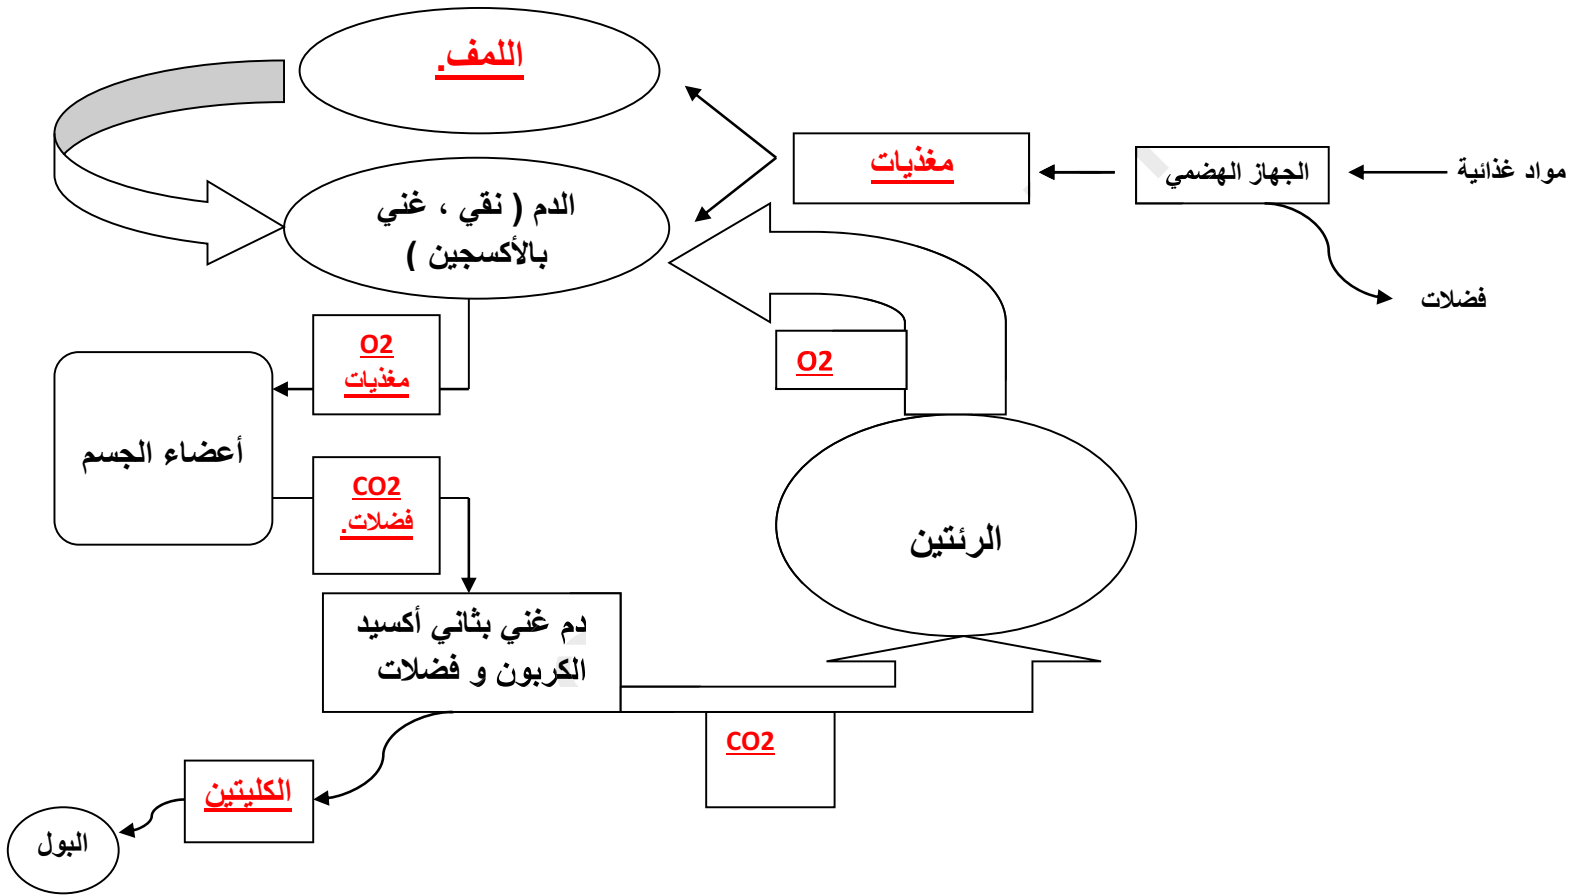 اللمف.
مغذيات
الجهاز الهضمي
مواد غذائية
الدم ( نقي ، غني
بالأكسجين )
فضلات
O2
مغذيات
O2
أعضاء الجسم
CO2
فضلات.
الرئتين
دم غني بثاني أكسيد
الكربون و فضلات
CO2
الكليتين
البول